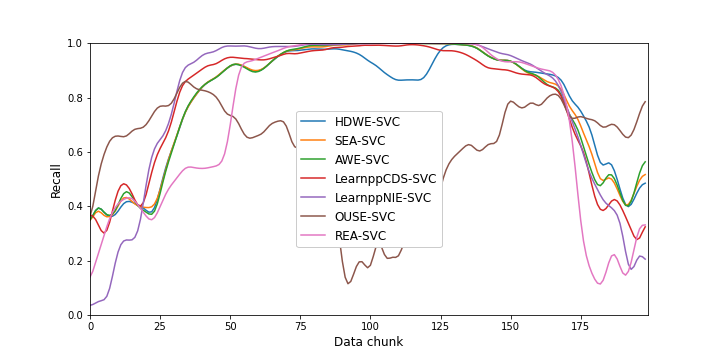 1.0
0.8
0.6
0.4
0.2
0.0
Recall
HDWE-SVC
SEA-SVC
AWE-SVC
LearnppCDS-SVC
LearnppNIE-SVC
OUSE-SVC
REA-SVC
0 25 50 75 100 125 150 175
Data chunk